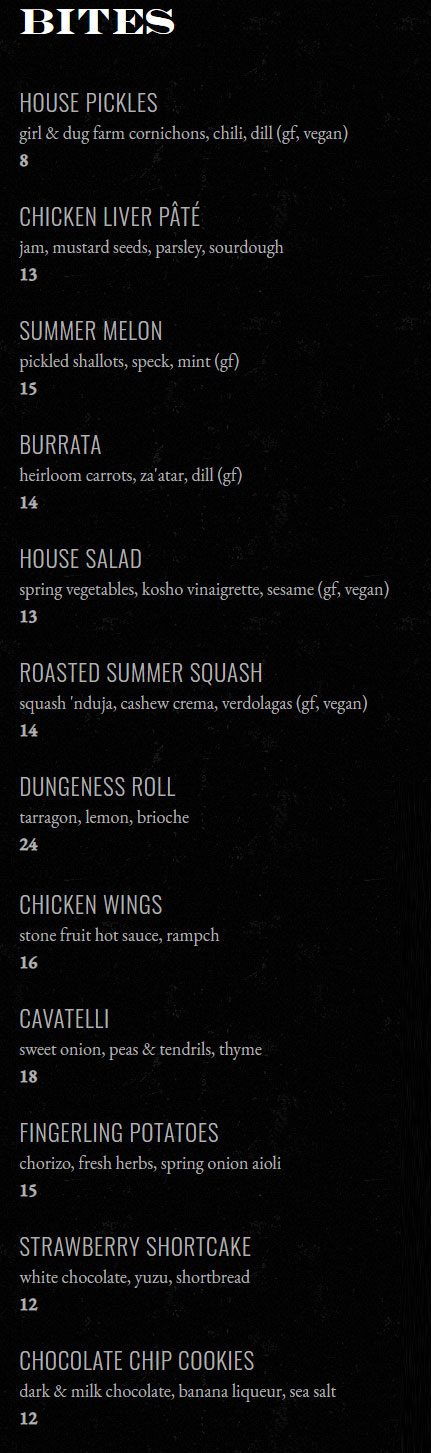 BITES
HOUSE PICKLES
girl & dug farm cornichons, chili, dill (gf, vegan)
8
CHICKEN LIVER PÂTÉ
jam, mustard seeds, parsley, sourdough
13
SUMMER MELON
pickled shallots, speck, mint (gf)
15
BURRATA
heirloom carrots, za'atar, dill (gf)
14
HOUSE SALAD
spring vegetables, kosho vinaigrette, sesame (gf, vegan)
13
ROASTED SUMMER SQUASH
squash 'nduja, cashew crema, verdolagas (gf, vegan)
14
DUNGENESS ROLL
tarragon, lemon, brioche
24
CHICKEN WINGS
stone fruit hot sauce, rampch
16
CAVATELLI
sweet onion, peas & tendrils, thyme
18
FINGERLING POTATOES
chorizo, fresh herbs, spring onion aioli
15
STRAWBERRY SHORTCAKE
white chocolate, yuzu, shortbread
12
CHOCOLATE CHIP COOKIES
dark & milk chocolate, banana liqueur, sea salt
12